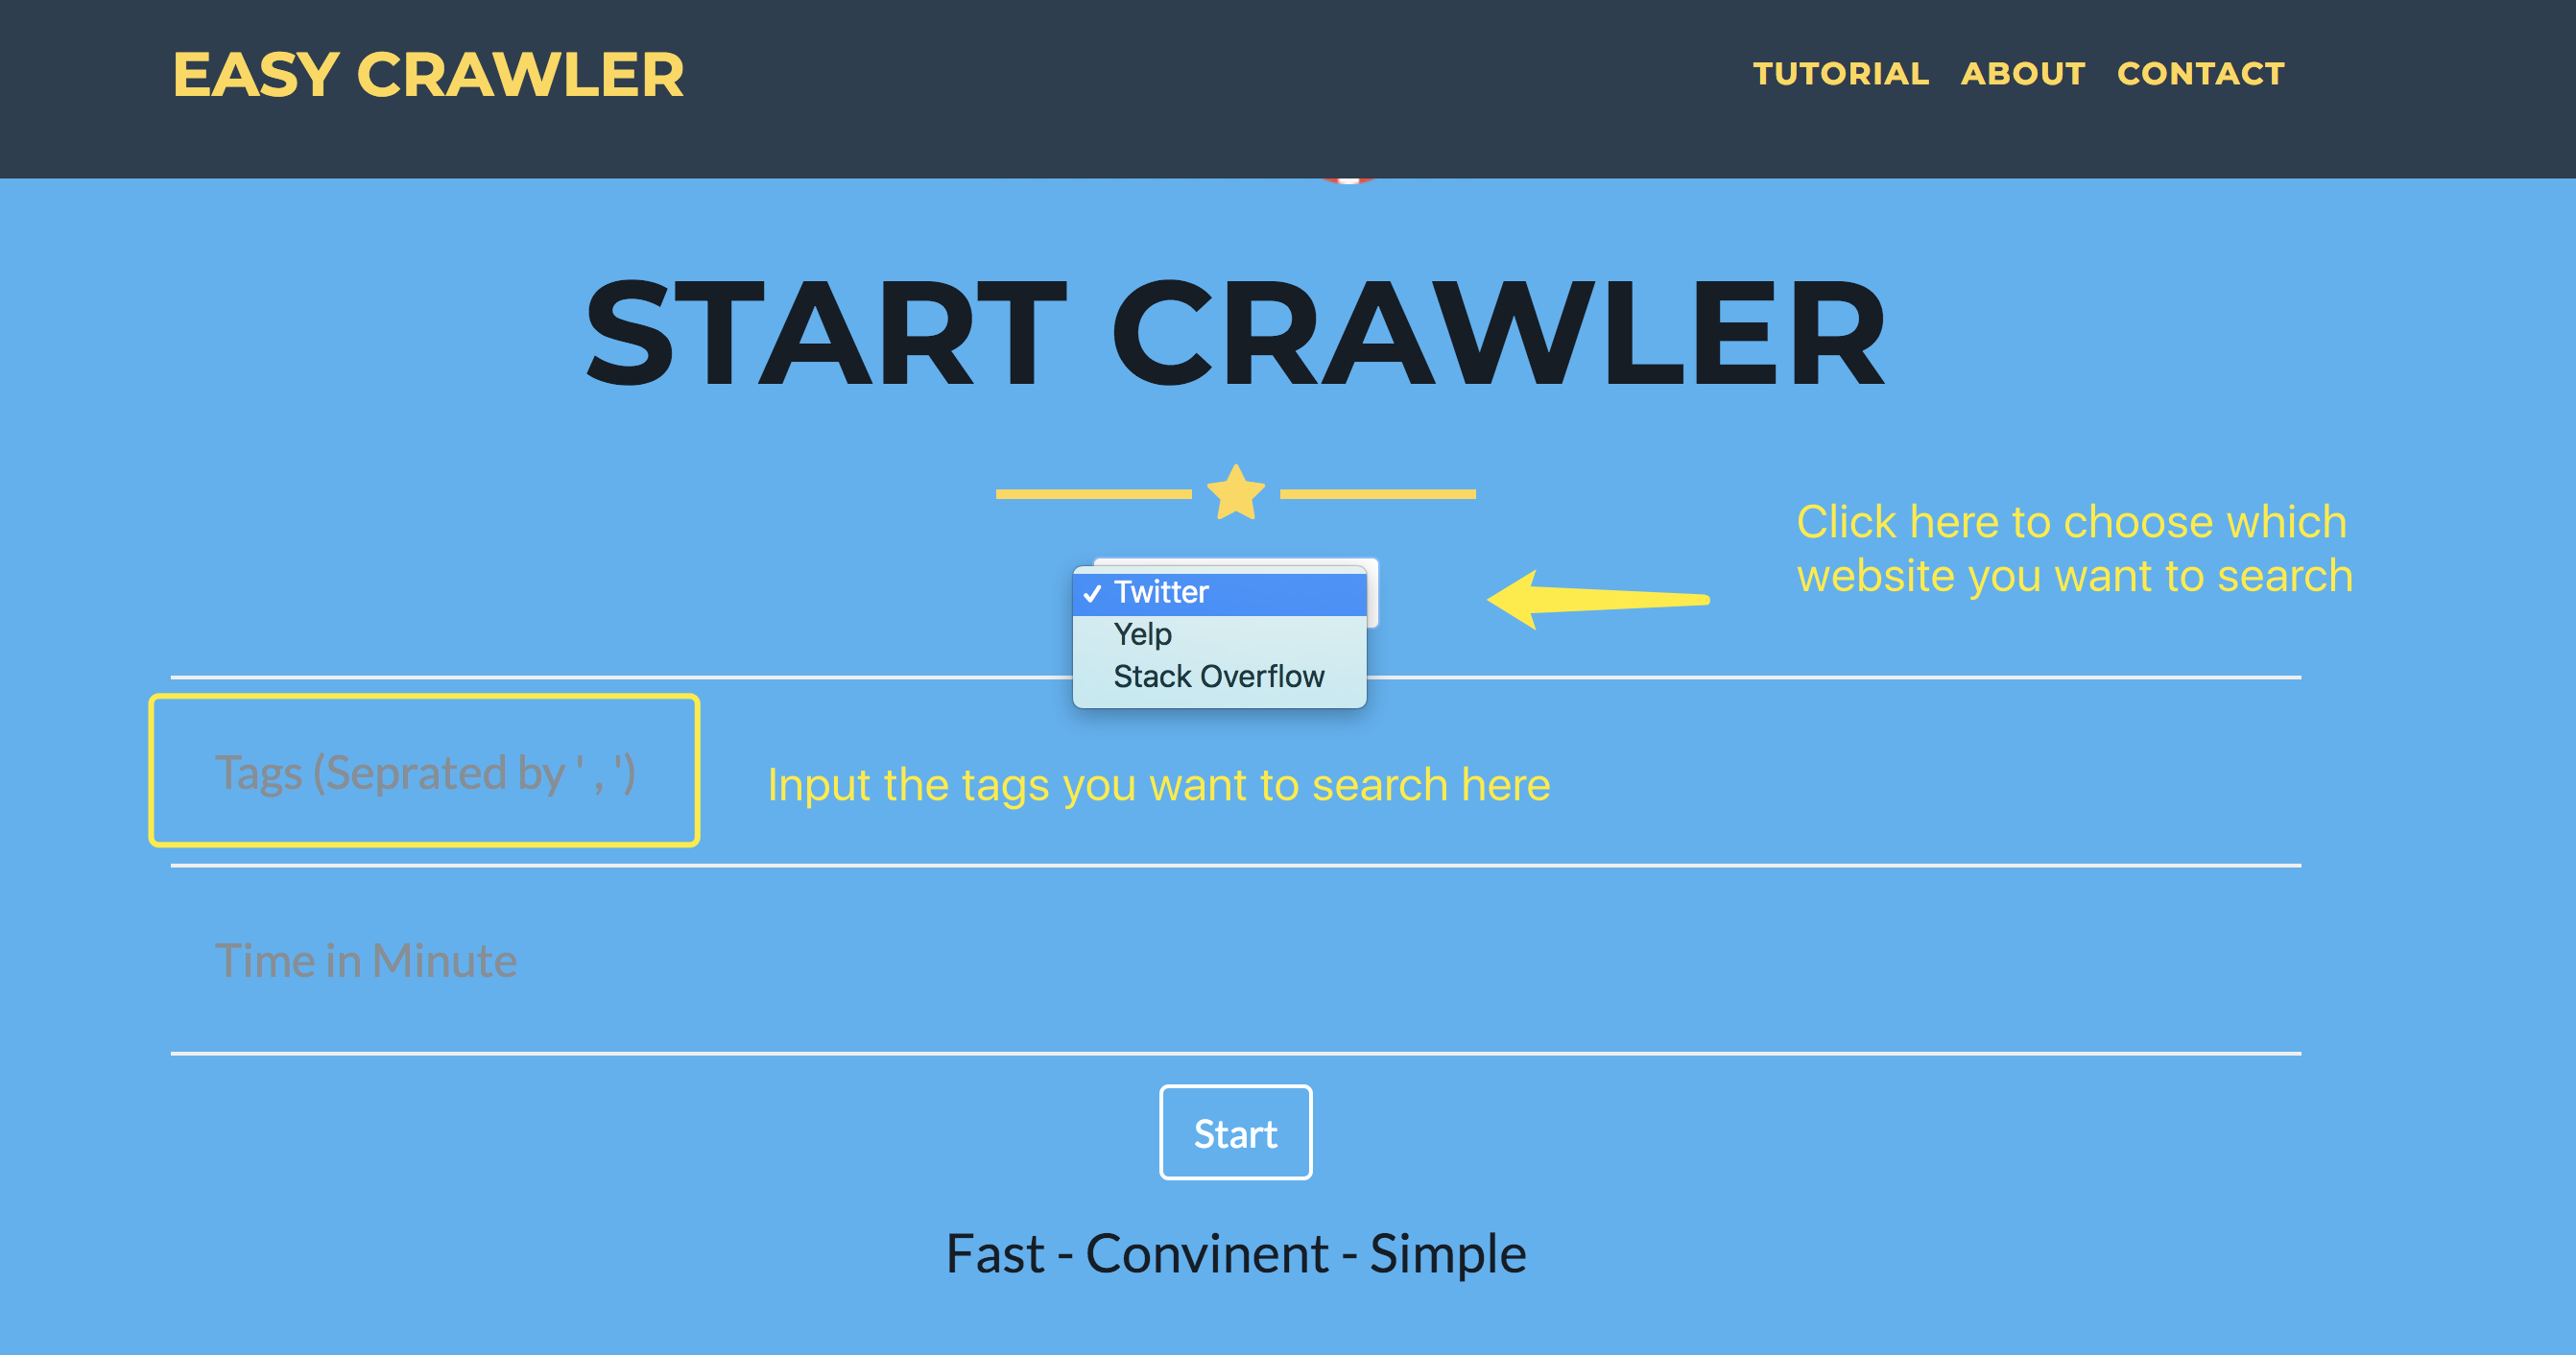 EASY CRAWLER
TUTORIAL ABOUT CONTACT
START CRAWLER
Click here to choose which
website you want to search
✓ Twitter
Yelp
Stack Overflow
Tags (Seprated by ' , ')
Input the tags you want to search here
Time in Minute
Start
Fast - Convinent - Simple